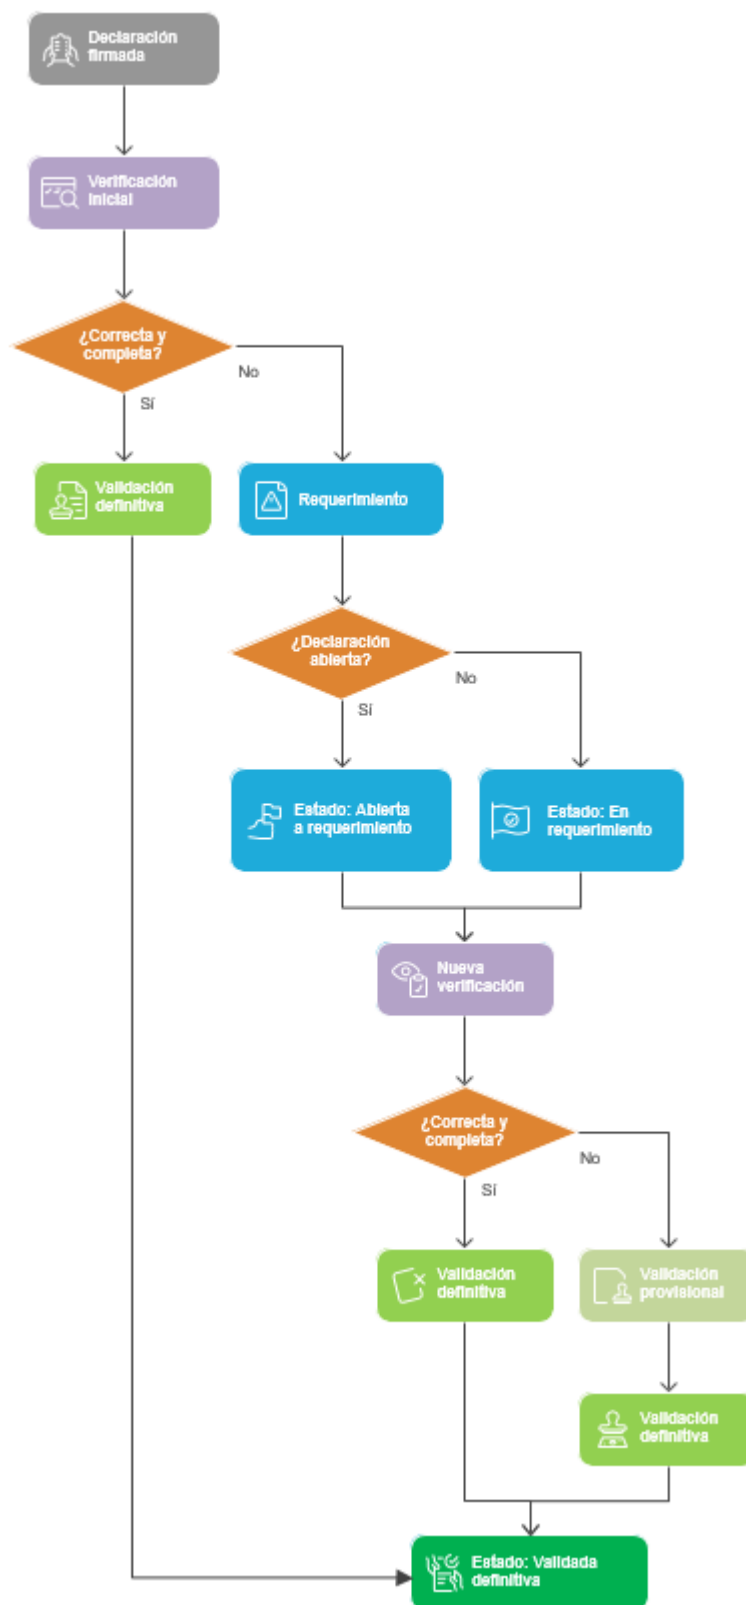 Declaración
firmada
Verificación
inicial
¿Correcta y
completa?
No
Sí
Validación
definitiva
Requerimiento
¿Declaración
abierta?
No
Sí
Estado: Abierta
a requerimiento
Estado: En
requerimiento
Nueva
verificación
¿Correcta y
completa?
No
Sí
Validación
definitiva
Validación
provisional
Validación
definitiva
Estado: Validada
definitiva